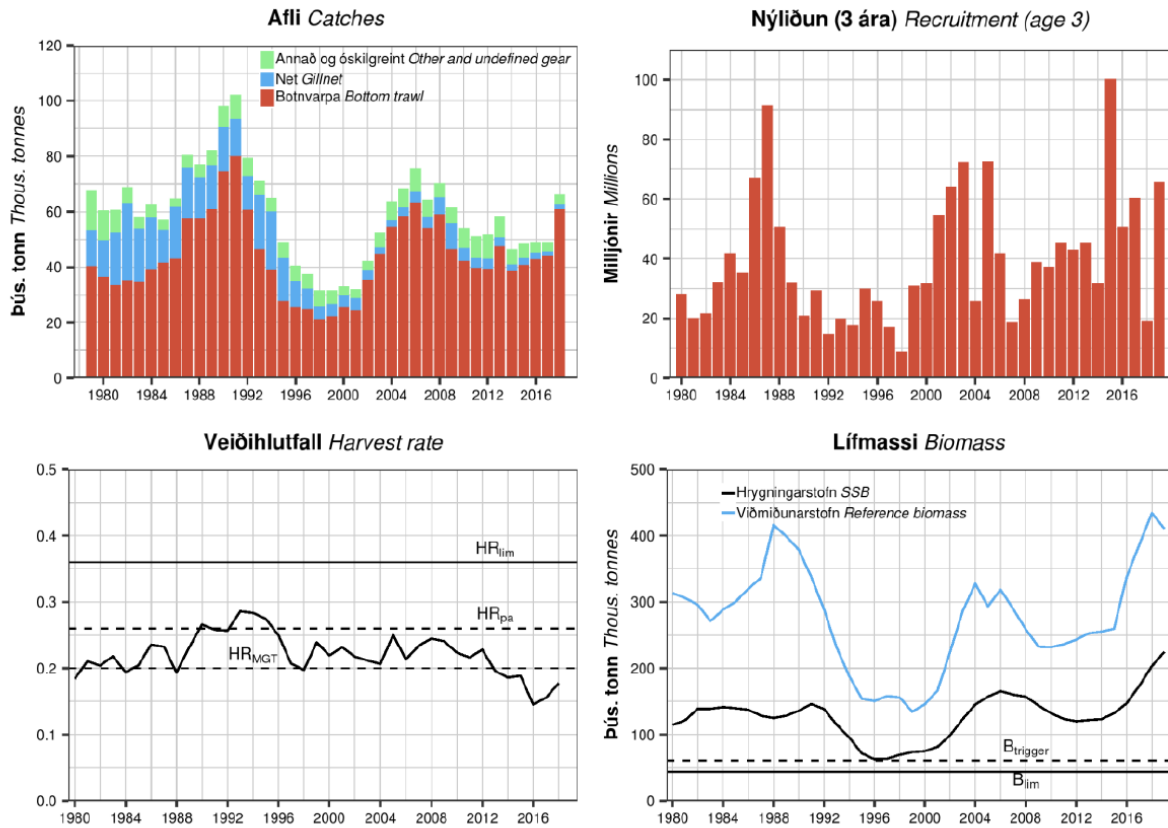 Afli Catches
Þús. tonn Thous. tonnes
120
100
80
60
40
20
0
Annað og óskilgreint Other and undefined gear
Net Gillnet
Botnvarpa Bottom trawl
1980 1984 1988 1992 1996 2000 2004 2008 2012 2016
Nýliðun (3 ára) Recruitment (age 3)
Milljónir Millions
100
80
60
40
20
0
1980 1984 1988 1992 1996 2000 2004 2008 2012 2016
Veiðihlutfall Harvest rate
0.5
0.4
0.3
0.2
0.1
0.0
HRlim
HRpa
HRMGT
1980 1984 1988 1992 1996 2000 2004 2008 2012 2016
Lífmassi Biomass
Þús. tonn Thous. tonnes
500
400
300
200
100
0
Hrygningarstofn SSB
Viðmiðunarstofn Reference biomass
Btrigger
Blim
1980 1984 1988 1992 1996 2000 2004 2008 2012 2016